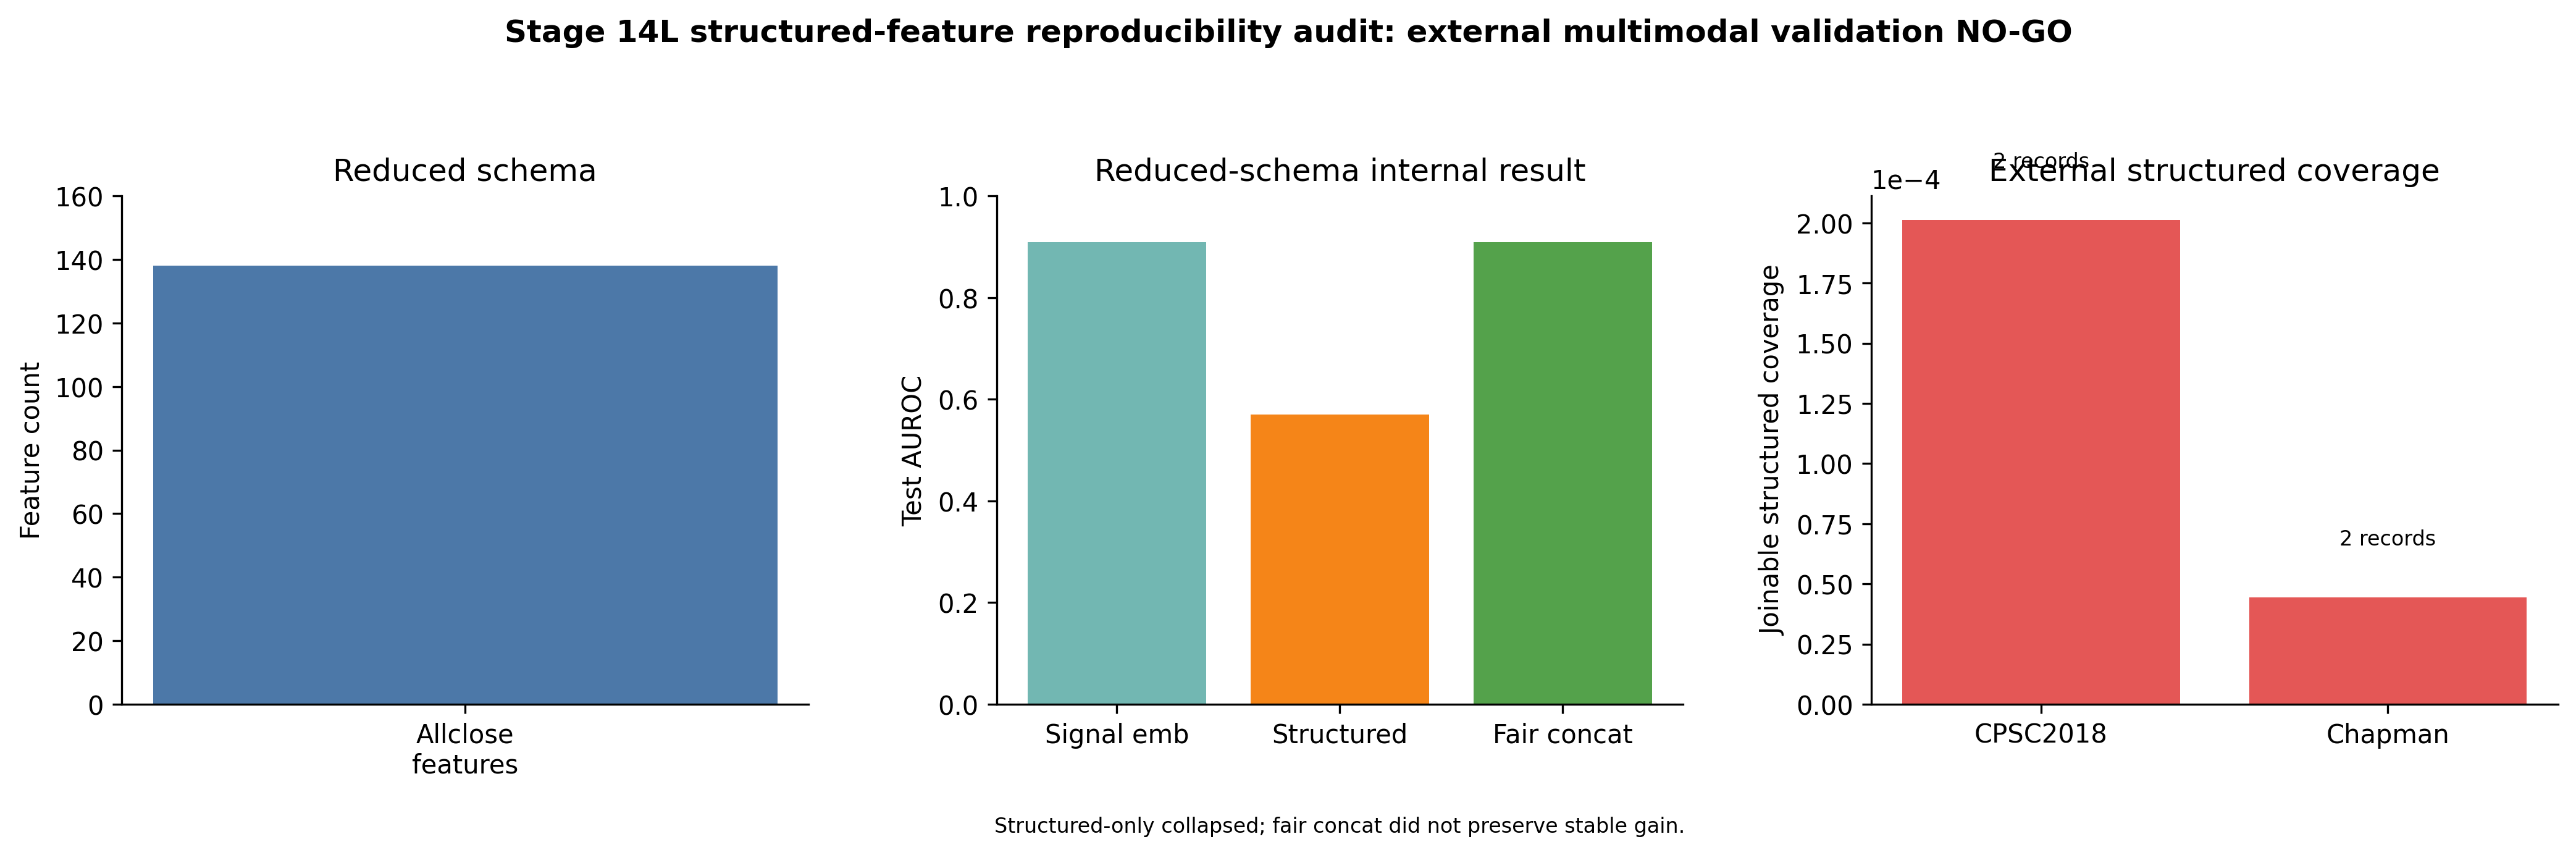 Stage 14L structured-feature reproducibility audit: external multimodal validation NO-GO
Reduced schema
160
140
120
100
80
60
40
20
0
Feature count
Allclose
features
Reduced-schema internal result
1.0
0.8
0.6
0.4
0.2
0.0
Test AUROC
Signal emb
Structured
Fair concat
Structured-only collapsed; fair concat did not preserve stable gain.
2 records
External structured coverage
1e−4
2.00
1.75
1.50
1.25
1.00
0.75
0.50
0.25
0.00
Joinable structured coverage
2 records
CPSC2018
Chapman